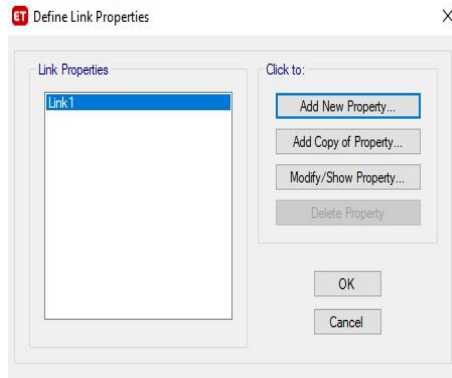 ET Define Link Properties X
Link Properties
Link1
Click to:
Add New Property...
Add Copy of Property...
Modify/Show Property...
Delete Property
OK
Cancel